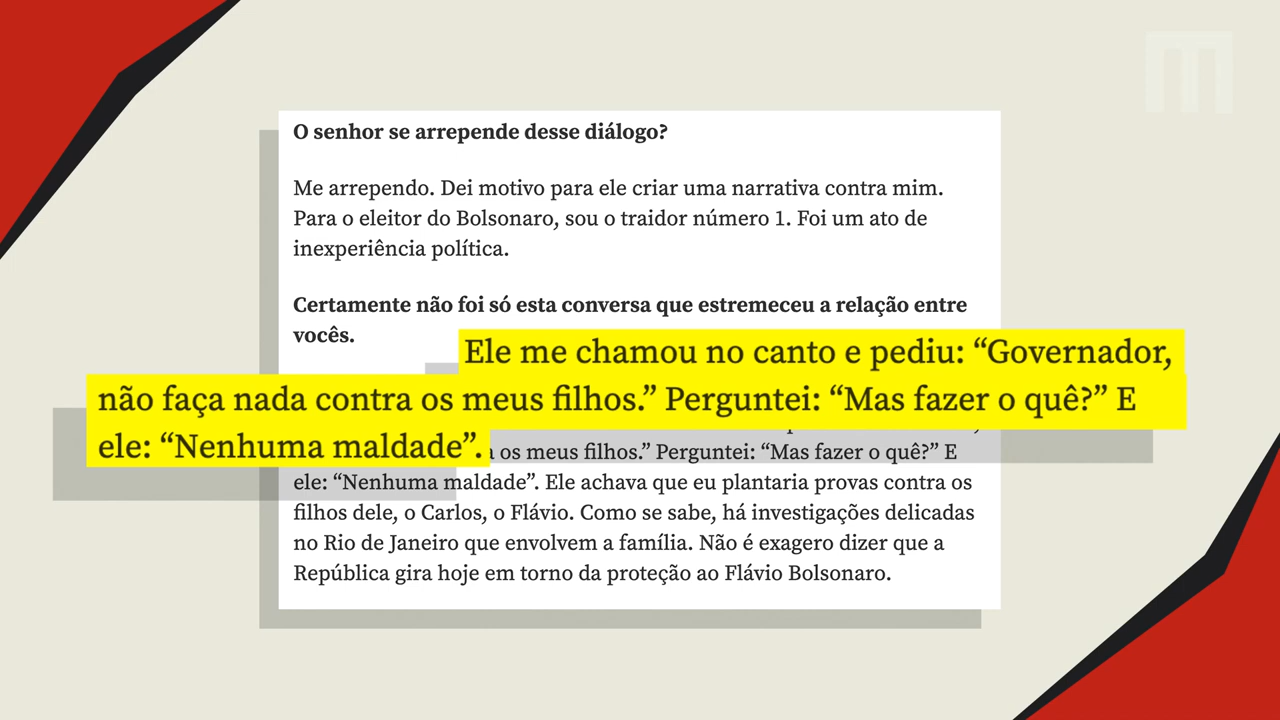 O senhor se arrepende desse diálogo?
Me arrependo. Dei motivo para ele criar uma narrativa contra mim.
Para o eleitor do Bolsonaro, sou o traidor número 1. Foi um ato de
inexperiência política.
Certamente não foi só esta conversa que estremeceu a relação entre
vocês.
Ele me chamou no canto e pediu: “Governador,
não faça nada contra os meus filhos.” Perguntei: “Mas fazer o quê?” E
ele: “Nenhuma maldade”.
os meus filhos.” Perguntei: “Mas fazer o quê?” E
ele: “Nenhuma maldade”. Ele achava que eu plantaria provas contra os
filhos dele, o Carlos, o Flávio. Como se sabe, há investigações delicadas
no Rio de Janeiro que envolvem a família. Não é exagero dizer que a
República gira hoje em torno da proteção ao Flávio Bolsonaro.